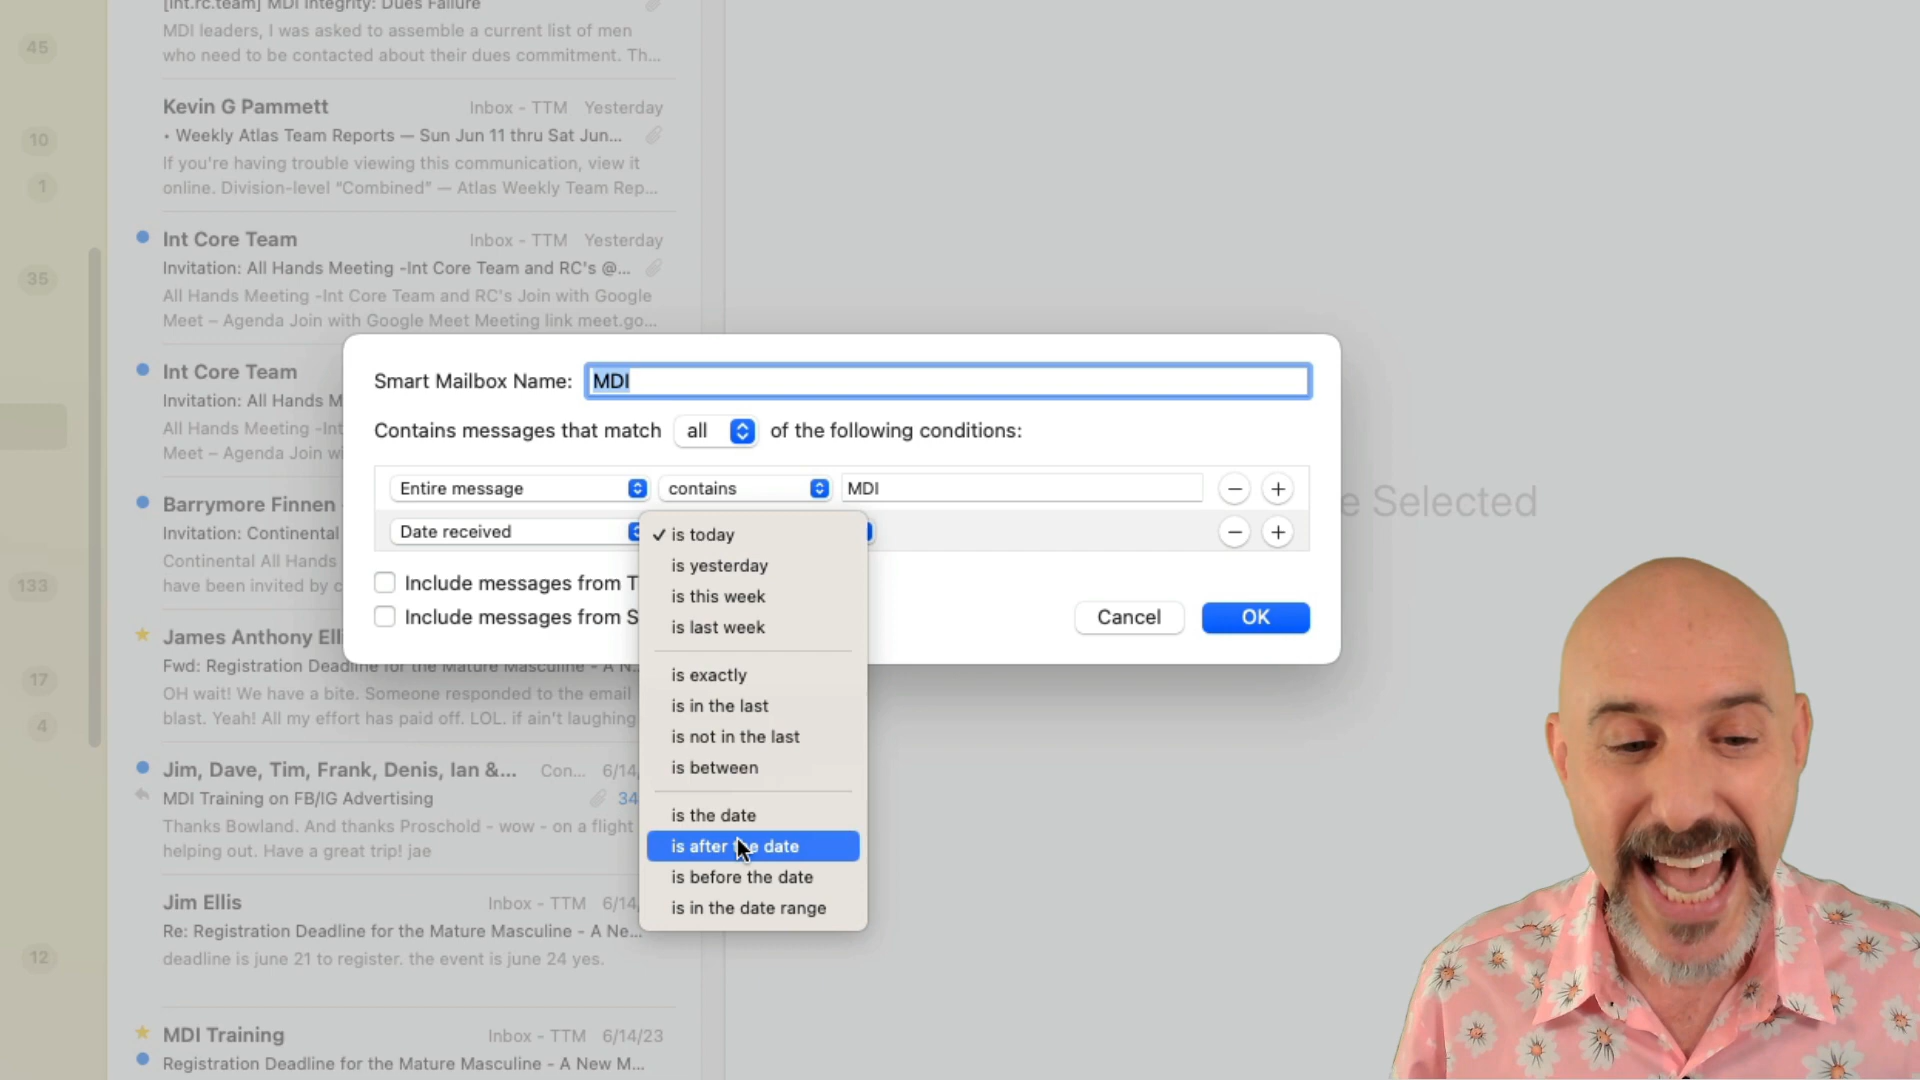 45
[int.rc.team] MDI Integrity: Dues Failure
MDI leaders, I was asked to assemble a current list of men
who need to be contacted about their dues commitment. Th...
10
Kevin G Pammett Inbox - TTM Yesterday
• Weekly Atlas Team Reports — Sun Jun 11 thru Sat Jun...
If you're having trouble viewing this communication, view it
1
online. Division-level “Combined” — Atlas Weekly Team Rep...
Int Core Team Inbox - TTM Yesterday
Invitation: All Hands Meeting -Int Core Team and RC's @...
35
All Hands Meeting -Int Core Team and RC's Join with Google
Meet – Agenda Join with Google Meet Meeting link meet.go...
Int Core Team
Invitation: All Hands M
All Hands Meeting -Int
Meet – Agenda Join w
Barrymore Finnen
Invitation: Continental
Continental All Hands
have been invited by c
133
James Anthony Elli
Fwd: Registration Deadline for the Mature Masculine - A N...
17
OH wait! We have a bite. Someone responded to the email
blast. Yeah! All my effort has paid off. LOL. if ain't laughing
4
Jim, Dave, Tim, Frank, Denis, Ian &... Con... 6/14/
MDI Training on FB/IG Advertising 34
Thanks Bowland. And thanks Proschold - wow - on a flight
helping out. Have a great trip! jae
Jim Ellis Inbox - TTM 6/14/
Re: Registration Deadline for the Mature Masculine - A Ne...
deadline is june 21 to register. the event is june 24 yes.
12
MDI Training Inbox - TTM 6/14/23
Registration Deadline for the Mature Masculine - A New M...
Smart Mailbox Name: MDI
Contains messages that match all of the following conditions:
Entire message contains MDI
Date received
Include messages from T
Include messages from S
Cancel OK
✓ is today
is yesterday
is this week
is last week
is exactly
is in the last
is not in the last
is between
is the date
is after the date
is before the date
is in the date range
e Selected